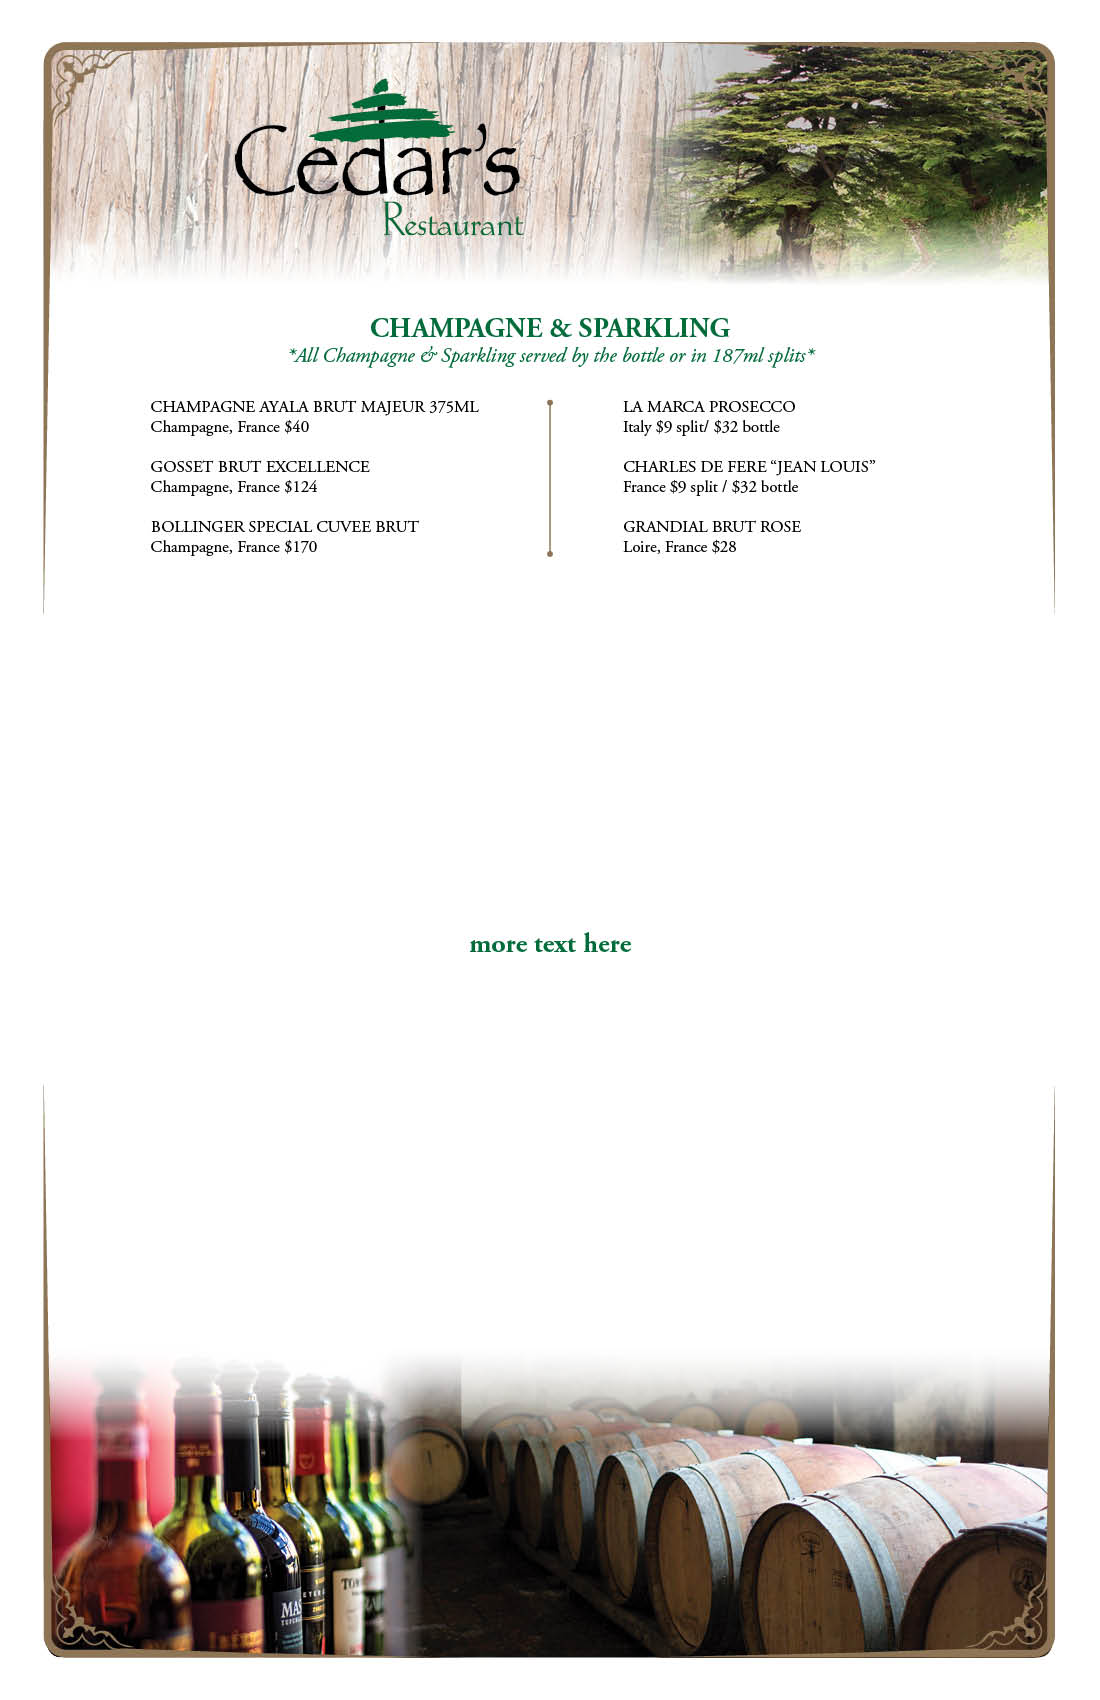 Cedar's
Restaurant
CHAMPAGNE & SPARKLING
*All Champagne & Sparkling served by the bottle or in 187ml splits*
CHAMPAGNE AYALA BRUT MAJEUR 375ML
Champagne, France $40
GOSSET BRUT EXCELLENCE
Champagne, France $124
BOLLINGER SPECIAL CUVEE BRUT
Champagne, France $170
LA MARCA PROSECCO
Italy $9 split/ $32 bottle
CHARLES DE FERE “JEAN LOUIS”
France $9 split / $32 bottle
GRANDIAL BRUT ROSE
Loire, France $28
more text here